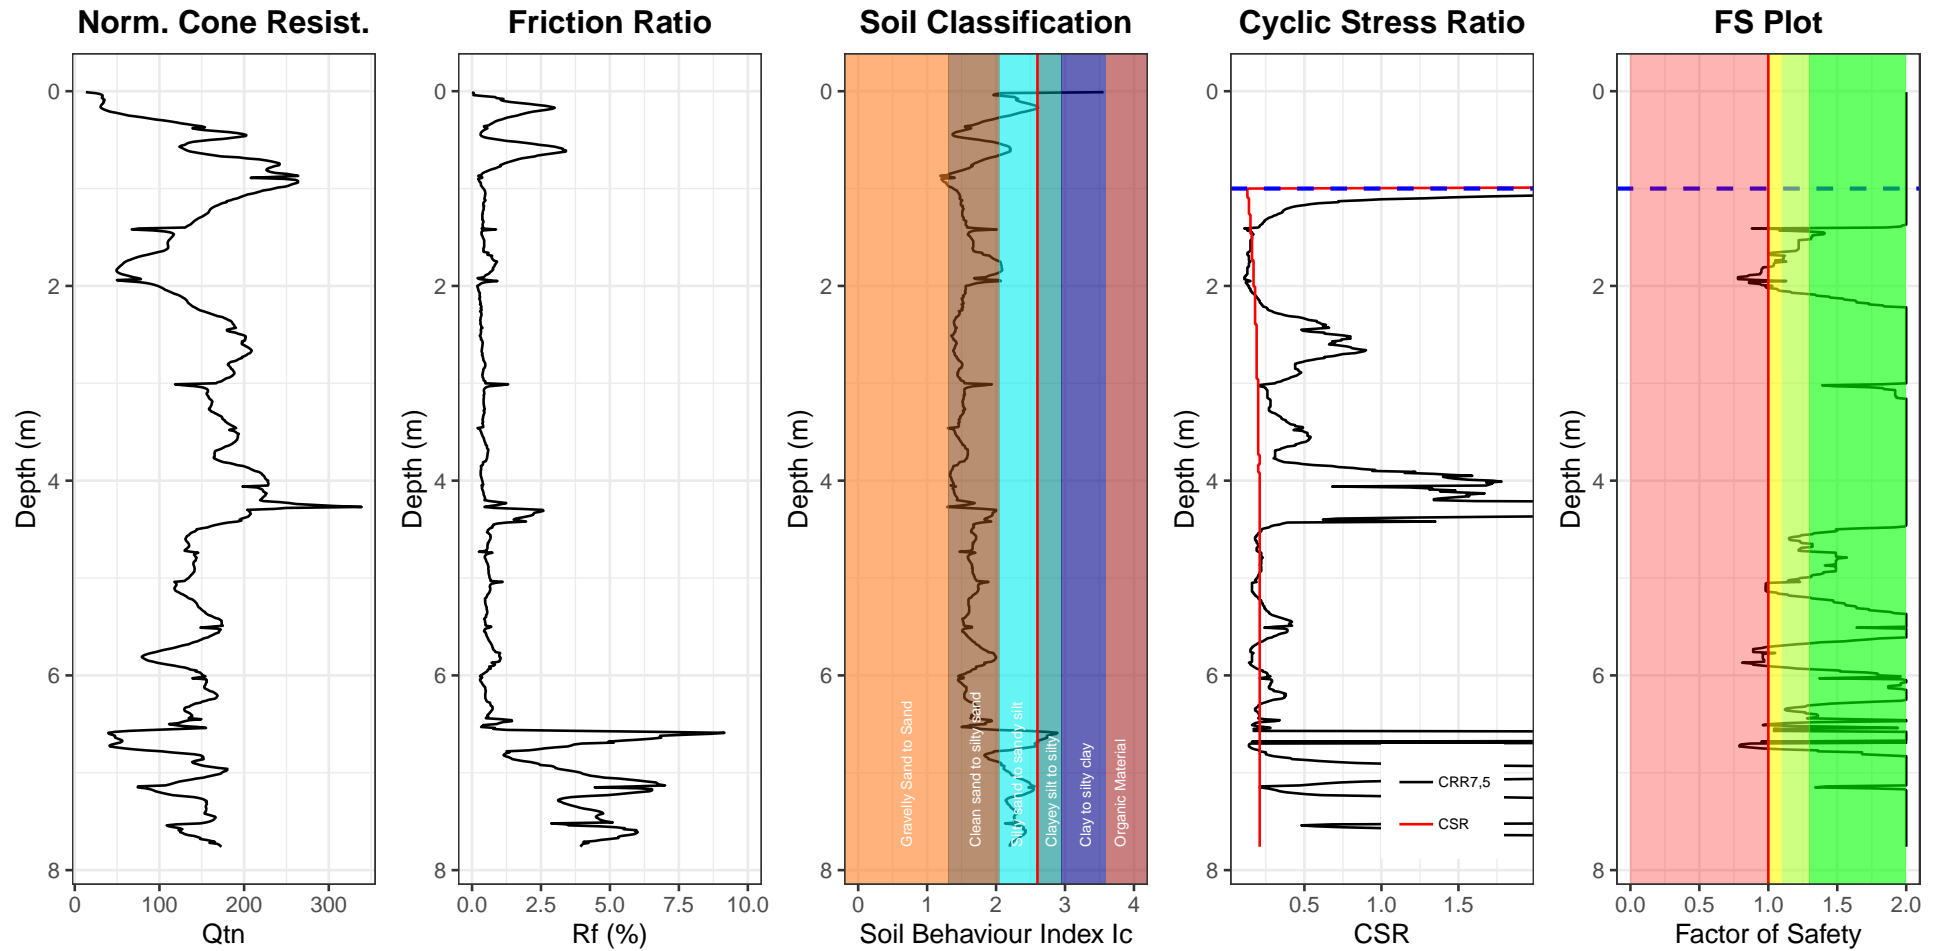 Norm. Cone Resist.
Friction Ratio
Soil Classification
Cyclic Stress Ratio
FS Plot
Depth (m)
0
2
4
6
8
0
100
200
300
Qtn
Depth (m)
0
2
4
6
8
0.0
2.5
5.0
7.5
10.0
Rf (%)
Depth (m)
0
2
4
6
8
Gravelly Sand to Sand
Clean sand to silty sand
Silty sand to sandy silt
Clayey silt to silty
Clay to silty clay
Organic Material
0
1
2
3
4
Soil Behaviour Index Ic
Depth (m)
0
2
4
6
8
CRR7,5
CSR
0.5
1.0
1.5
CSR
Depth (m)
0
2
4
6
8
0.0
0.5
1.0
1.5
2.0
Factor of Safety